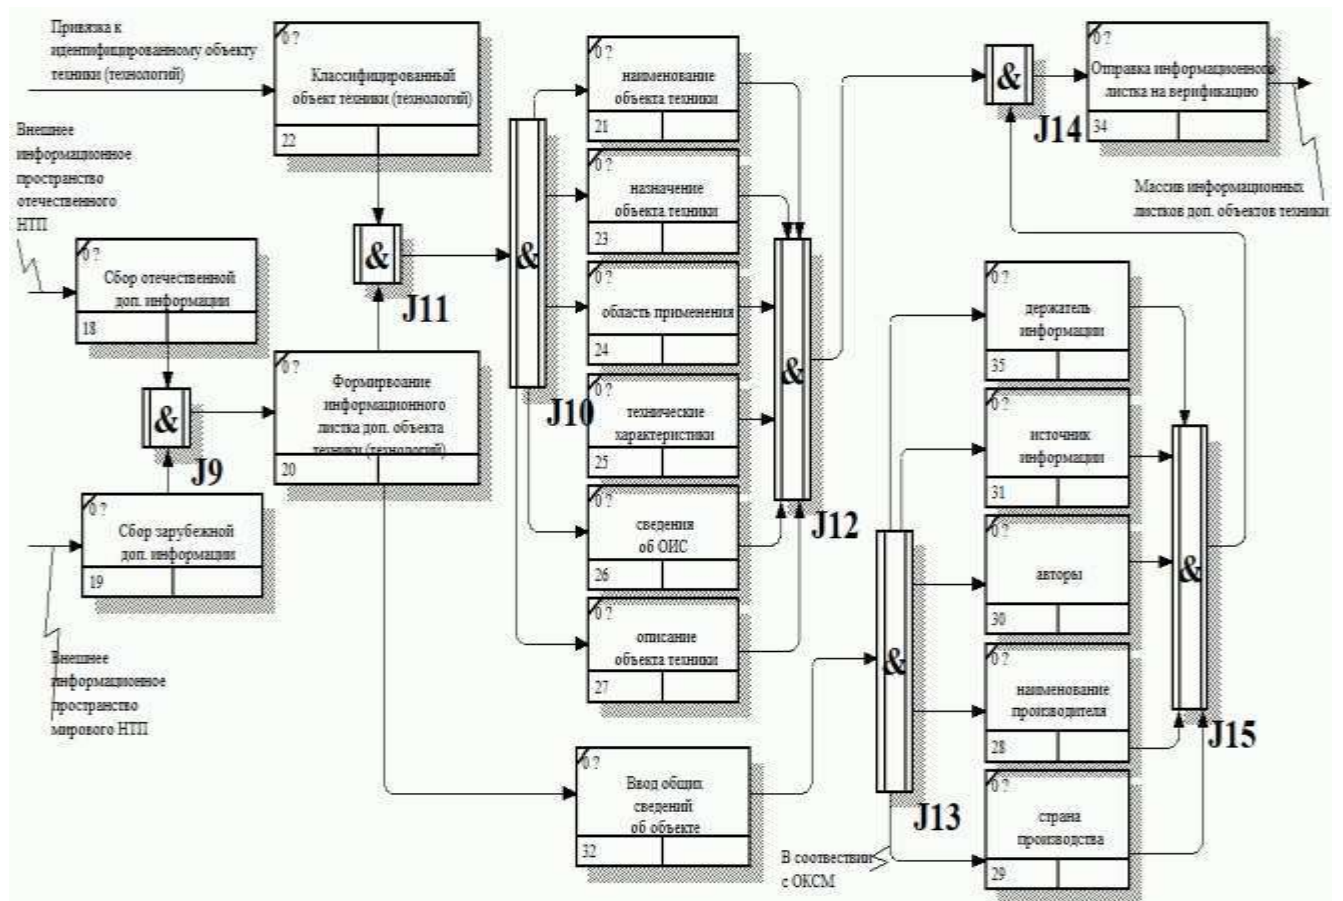 Привязка к
идентифицированному объекту
техники (технологий)
0 ?
Классифицированный
объект техники (технологий)
22
Внешнее
информационное
пространство
отечественного
НТП
0 ?
Сбор отечественной
доп. информации
18
&
J11
&
J9
0 ?
Формирвоание
информационного
листка доп. объекта
техники (технологий)
20
0 ?
Сбор зарубежной
доп. информации
19
Внешнее
информационное
пространство
мирового НТП
&
J10
0 ?
наименование
объекта техники
21
0 ?
назначение
объекта техники
23
0 ?
область применения
24
0 ?
технические
характеристики
25
0 ?
сведения
об ОИС
26
0 ?
описание
объекта техники
27
&
J12
0 ?
Ввод общих
сведений
об объекте
32
&
J13
В соотвествии
с ОКСМ
&
J14
0 ?
Отправка информационного
листка на верификацию
34
Массив информационных
листков доп. объектов техники
0 ?
держатель
информации
35
0 ?
источник
информации
31
0 ?
авторы
30
0 ?
наименование
производителя
28
0 ?
страна
производства
29
&
J15